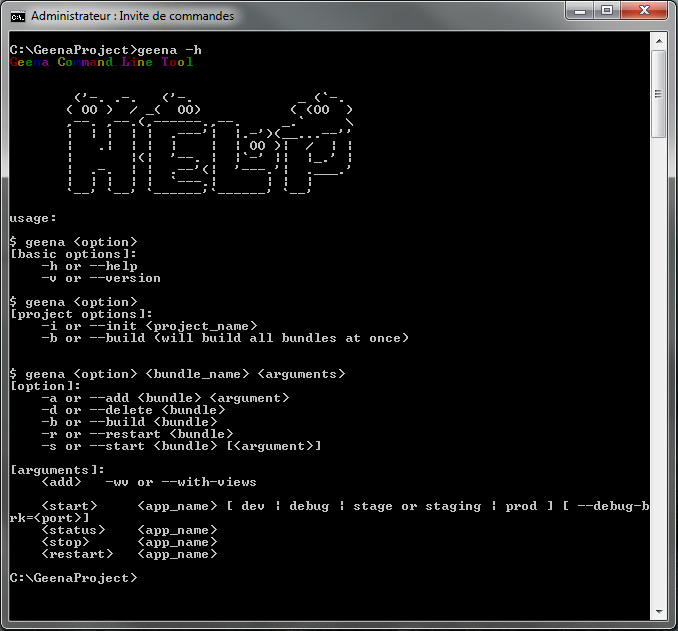 Administrateur : Invite de commandes
C:\GeenaProject>geena -h
Geena Command Line Tool
HELP
usage:
$ geena <option>
[basic options]:
-h or --help
-v or --version
$ geena <option>
[project options]:
-i or --init <project_name>
-b or --build (will build all bundles at once)
$ geena <option> <bundle_name> <arguments>
[option]:
-a or --add <bundle> <argument>
-d or --delete <bundle>
-b or --build <bundle>
-r or --restart <bundle>
-s or --start <bundle> [<argument>]
[arguments]:
<add> -wv or --with-views
<start> <app_name> [ dev | debug | stage or staging | prod ] [ --debug-b
rk=<port>]
<status> <app_name>
<stop> <app_name>
<restart> <app_name>
C:\GeenaProject>